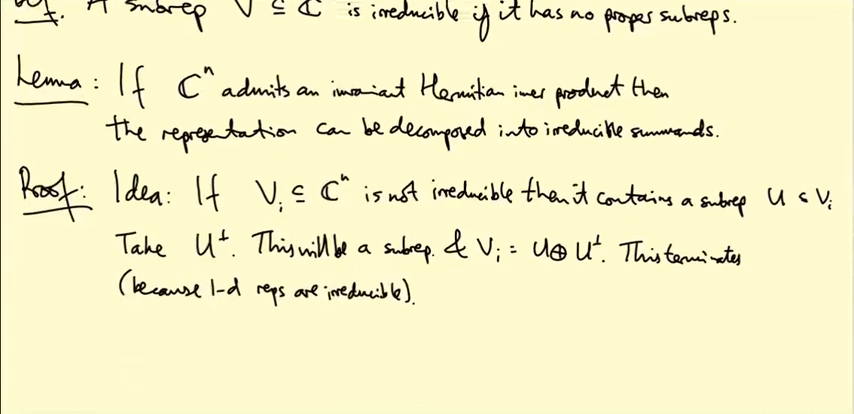 Def. A subrep V ⊆ ℂⁿ is irreducible if it has no proper subreps.
Lemma: If ℂⁿ admits an invariant Hermitian inner product then
the representation can be decomposed into irreducible summands.
Proof: Idea: If Vᵢ ⊆ ℂⁿ is not irreducible then it contains a subrep U ⊂ Vᵢ
Take U⊥. This will be a subrep. & Vᵢ = U ⊕ U⊥. This terminates
(because 1-d reps are irreducible).